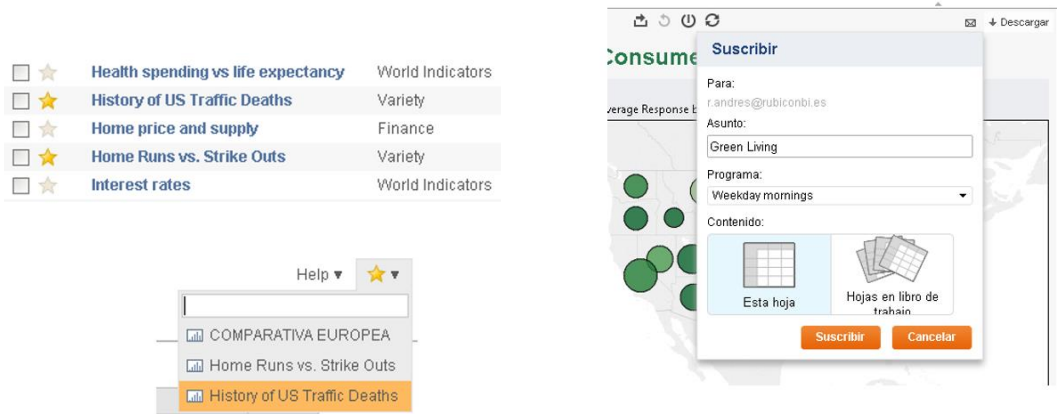 Health spending vs life expectancy World Indicators
History of US Traffic Deaths Variety
Home price and supply Finance
Home Runs vs. Strike Outs Variety
Interest rates World Indicators
Help
COMPARATIVA EUROPEA
Home Runs vs. Strike Outs
History of US Traffic Deaths
Descargar
Consume
verage Response b
Suscribir
Para:
r.andres@rubiconbi.es
Asunto:
Green Living
Programa:
Weekday mornings
Contenido:
Esta hoja
Hojas en libro de
trabajo
Suscribir Cancelar